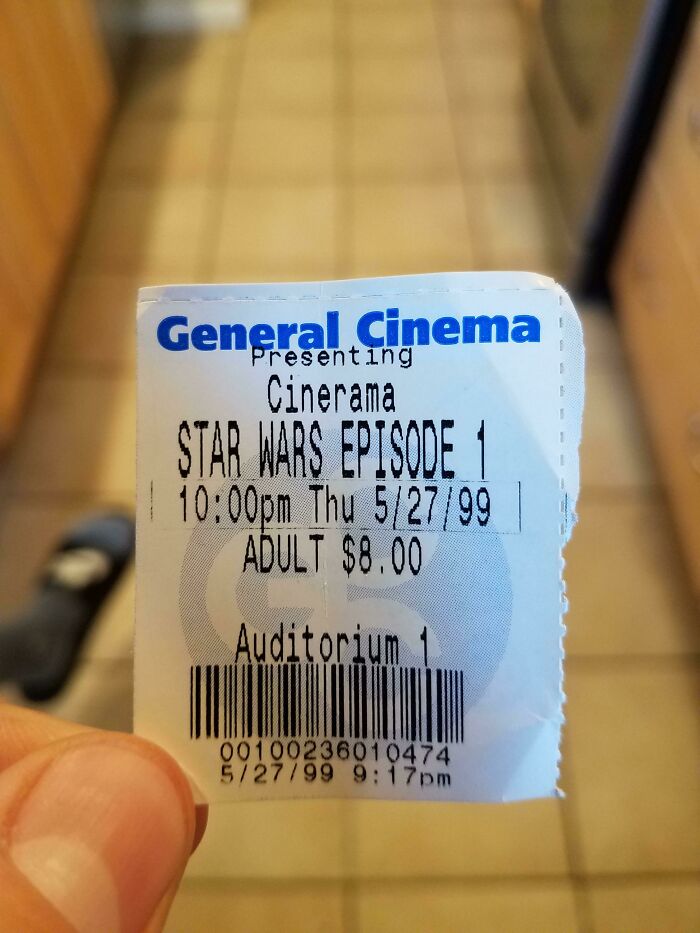 General Cinema
Presenting
Cinerama
STAR WARS EPISODE 1
10:00pm Thu 5/27/99
ADULT $8.00
Auditorium 1
00100236010474
5/27/99 9:17pm